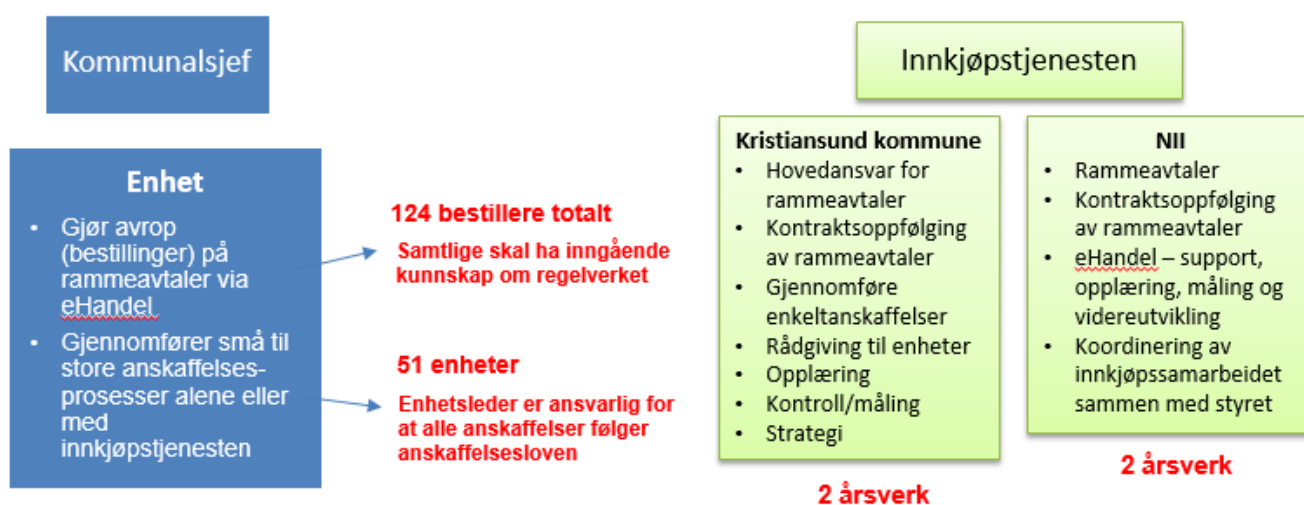 Kommunalsjef
Enhet
• Gjør avrop
(bestillinger) på
rammeavtaler via
eHandel
• Gjennomfører små til
store anskaffelses-
prosesser alene eller
med
innkjøpstjenesten
124 bestillere totalt
Samtlige skal ha inngående
kunnskap om regelverket
51 enheter
Enhetsleder er ansvarlig for
at alle anskaffelser følger
anskaffelsesloven
Innkjøpstjenesten
Kristiansund kommune
• Hovedansvar for
rammeavtaler
• Kontraktsoppfølging
av rammeavtaler
• Gjennomføre
enkeltanskaffelser
• Rådgiving til enheter
• Opplæring
• Kontroll/måling
• Strategi
2 årsverk
NII
• Rammeavtaler
• Kontraktsoppfølging
av rammeavtaler
• eHandel – support,
opplæring, måling og
videreutvikling
• Koordinering av
innkjøpssamarbeidet
sammen med styret
2 årsverk